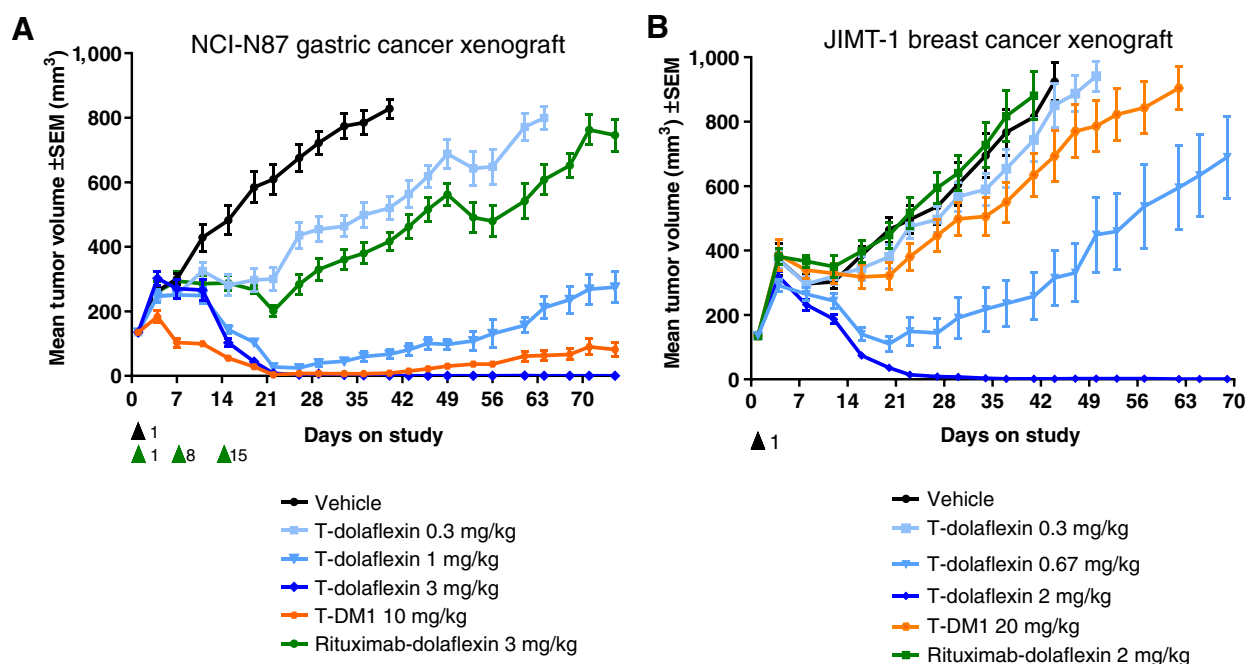 A
NCI-N87 gastric cancer xenograft
Mean tumor volume ±SEM (mm3)
1,000
800
600
400
200
0
0 7 14 21 28 35 42 49 56 63 70
Days on study
1
1 8 15
Vehicle
T-dolaflexin 0.3 mg/kg
T-dolaflexin 1 mg/kg
T-dolaflexin 3 mg/kg
T-DM1 10 mg/kg
Rituximab-dolaflexin 3 mg/kg
B
JIMT-1 breast cancer xenograft
Mean tumor volume (mm3) ±SEM
1,000
800
600
400
200
0
0 7 14 21 28 35 42 49 56 63 70
Days on study
1
Vehicle
T-dolaflexin 0.3 mg/kg
T-dolaflexin 0.67 mg/kg
T-dolaflexin 2 mg/kg
T-DM1 20 mg/kg
Rituximab-dolaflexin 2 mg/kg